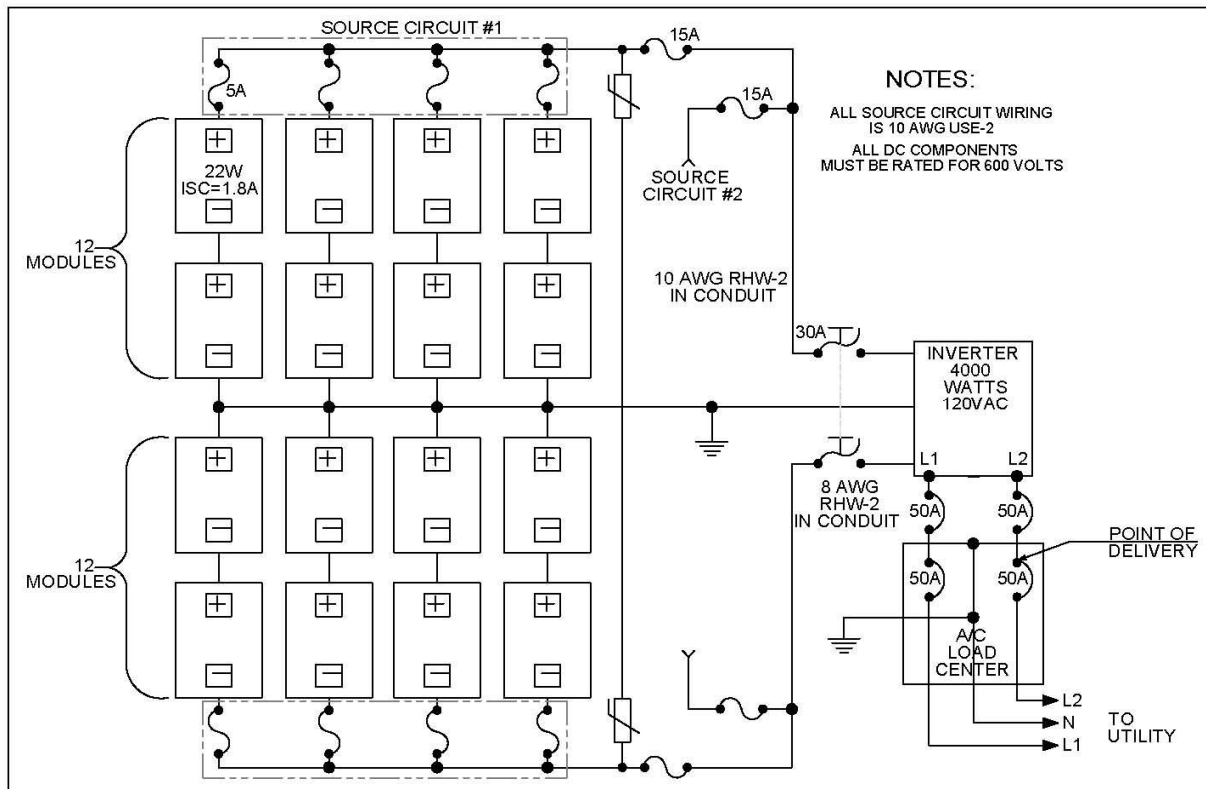 SOURCE CIRCUIT #1
15A
5A
15A
NOTES:
ALL SOURCE CIRCUIT WIRING
IS 10 AWG USE-2
ALL DC COMPONENTS
MUST BE RATED FOR 600 VOLTS
22W
ISC=1.8A
SOURCE
CIRCUIT #2
12
MODULES
10 AWG RHW-2
IN CONDUIT
30A
INVERTER
4000
WATTS
120VAC
L1
L2
8 AWG
RHW-2
IN CONDUIT
50A
50A
POINT OF
DELIVERY
12
MODULES
50A
50A
A/C
LOAD
CENTER
L2
N
L1
TO
UTILITY